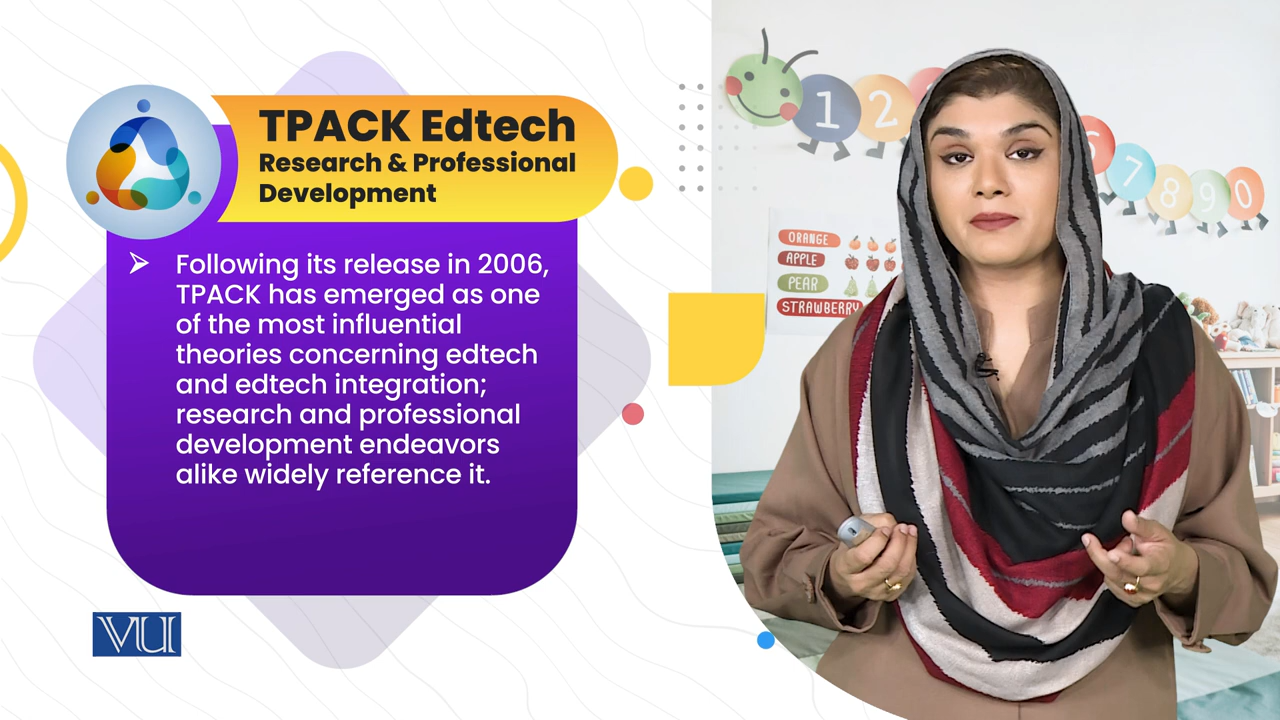 TPACK Edtech
Research & Professional
Development
Following its release in 2006,
TPACK has emerged as one
of the most influential
theories concerning edtech
and edtech integration;
research and professional
development endeavors
alike widely reference it.
VU
1 2
6 7 8 9 0
ORANGE
APPLE
PEAR
STRAWBERRY